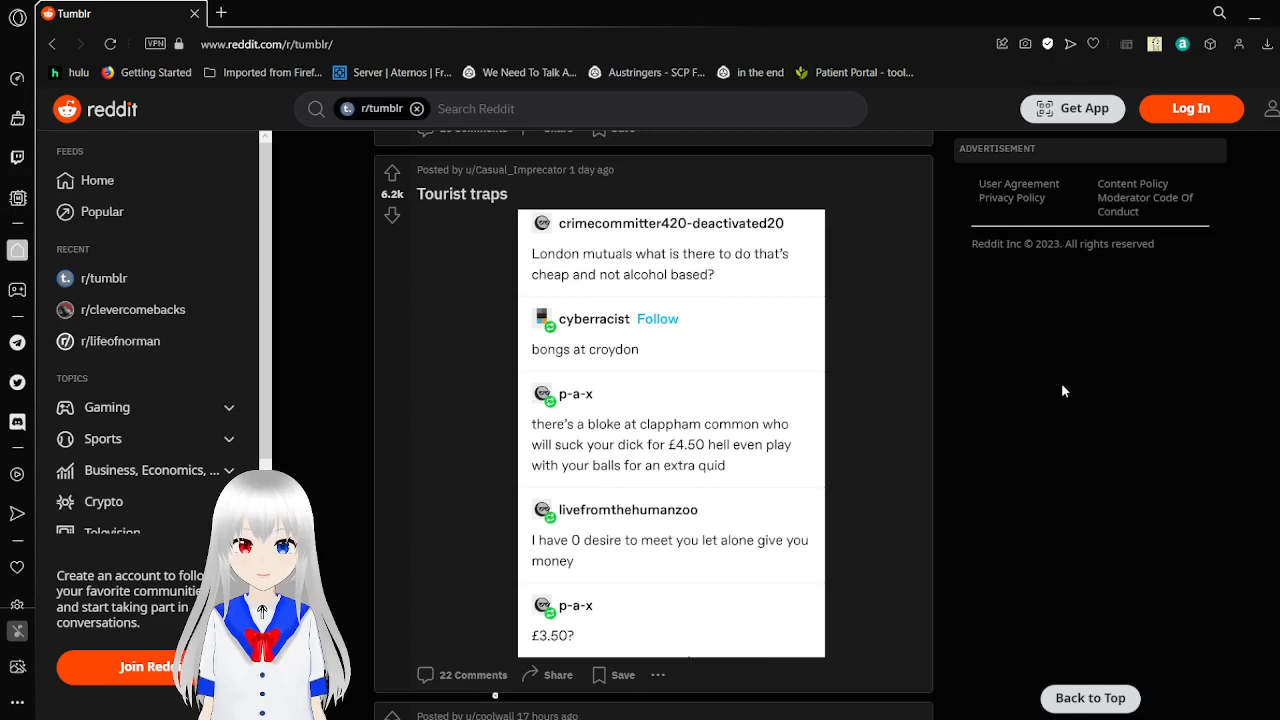 Tumblr
VPN
www.reddit.com/r/tumblr/
hulu
Getting Started
Imported from Firef...
Server | Aternos | Fr...
We Need To Talk A...
Austringers - SCP F...
in the end
Patient Portal - tool...
reddit
r/tumblr
Search Reddit
Get App
Log In
FEEDS
Home
Popular
RECENT
r/tumblr
r/clevercomebacks
r/lifeofnorman
TOPICS
Gaming
Sports
Business, Economics, ...
Crypto
Television
Create an account to follo
your favorite communitie
and start taking part in
conversations.
Join Reddi
Share
Save
Posted by u/Casual_Imprecator 1 day ago
6.2k
Tourist traps
crimecommitter420-deactivated20
London mutuals what is there to do that's
cheap and not alcohol based?
cyberracist Follow
bongs at croydon
p-a-x
there's a bloke at clappham common who
will suck your dick for £4.50 hell even play
with your balls for an extra quid
livefromthehumanzoo
I have 0 desire to meet you let alone give you
money
p-a-x
£3.50?
22 Comments
Share
Save
Posted by u/coolwall 17 hours ago
ADVERTISEMENT
User Agreement
Privacy Policy
Content Policy
Moderator Code Of
Conduct
Reddit Inc © 2023. All rights reserved
Back to Top